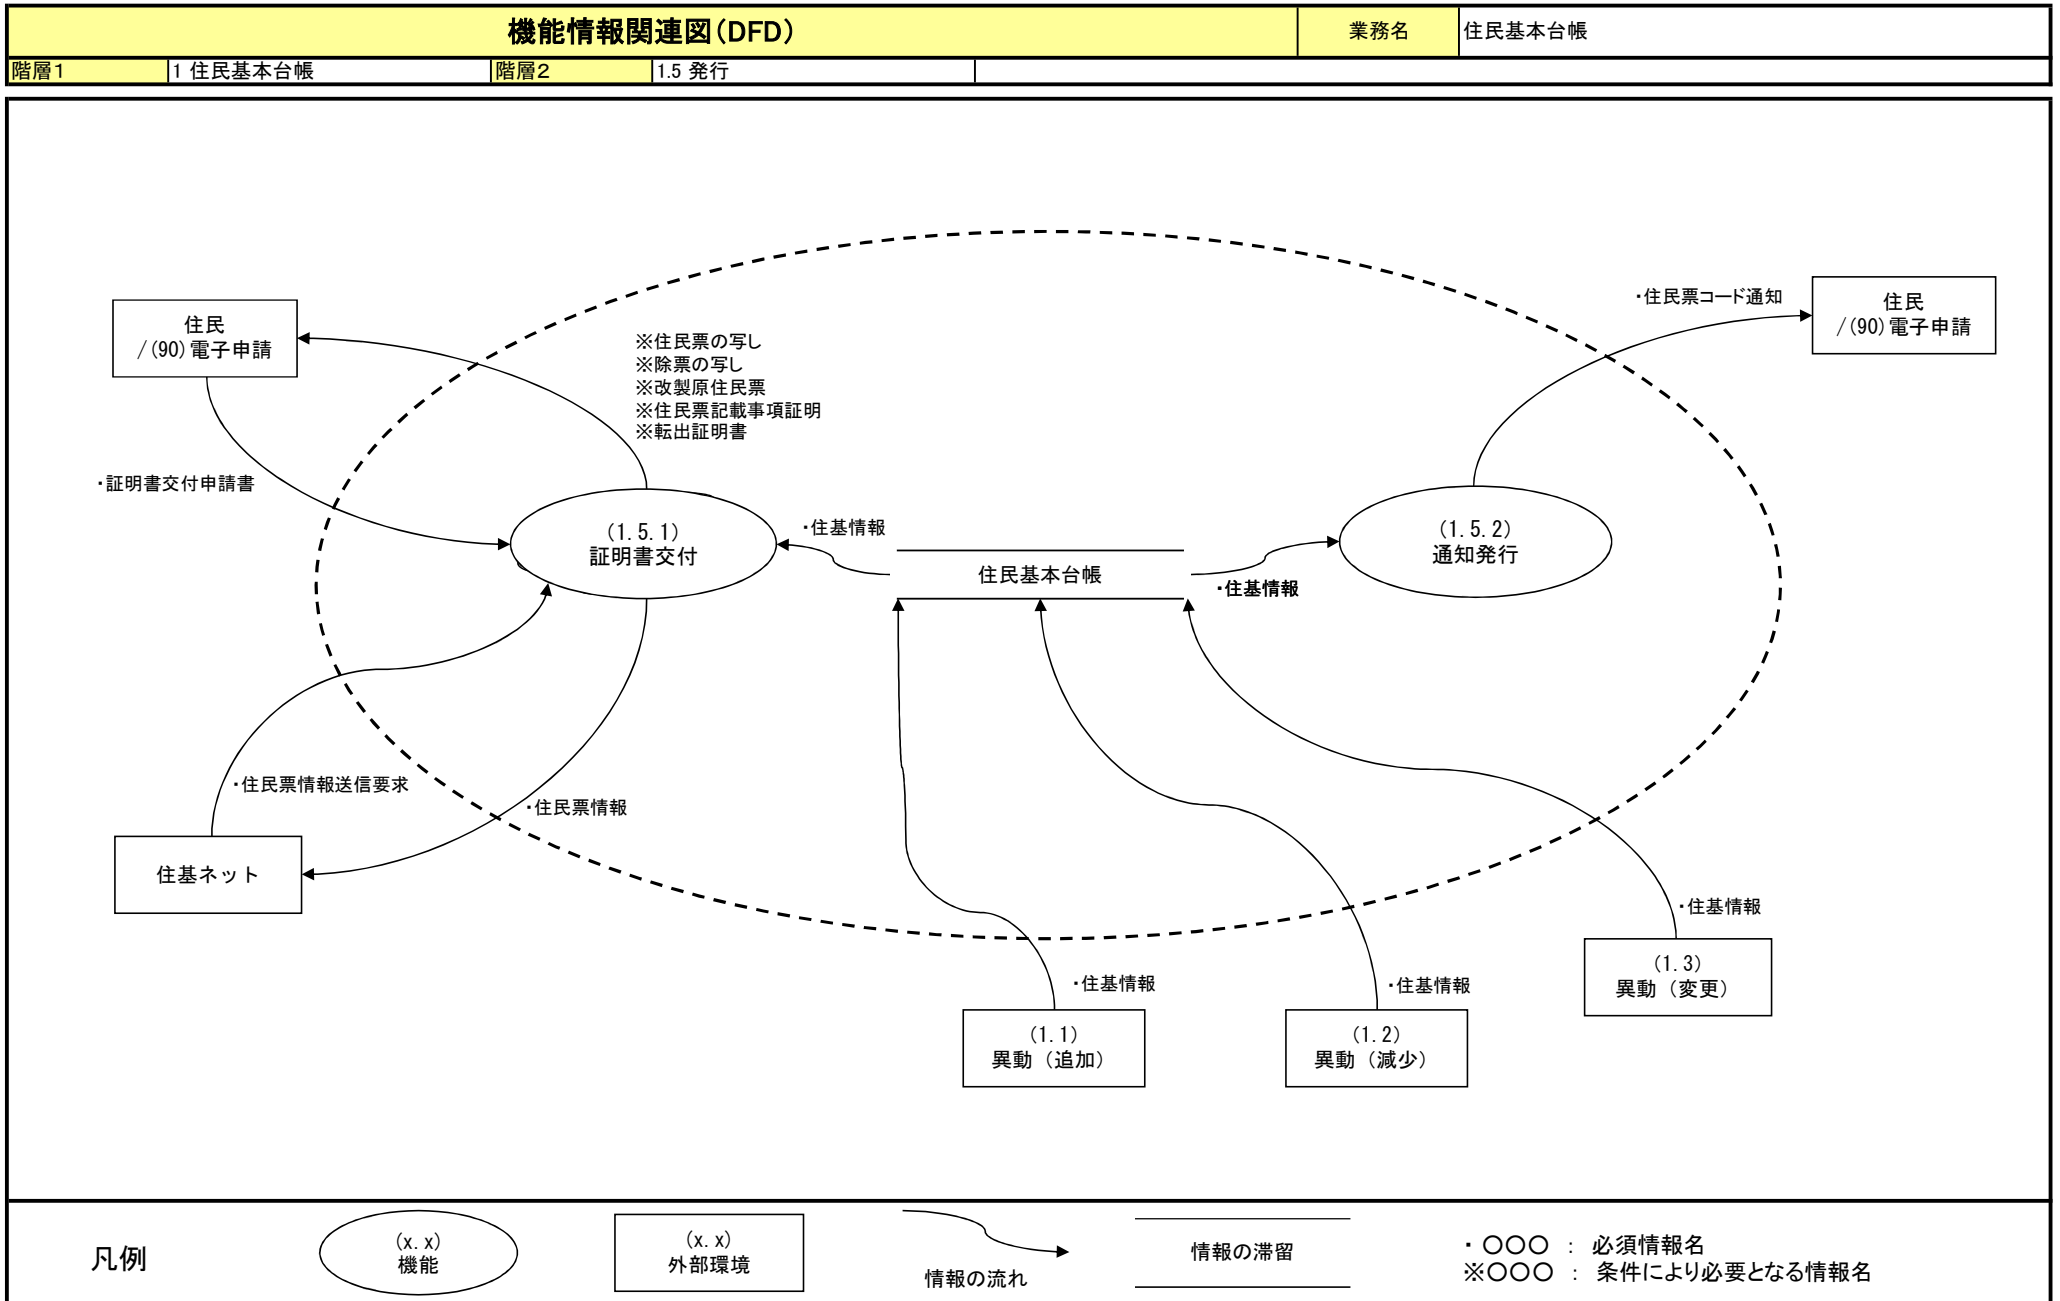 機能情報関連図(DFD)
業務名
住民基本台帳
階層1
1 住民基本台帳
階層2
1.5 発行
住民
/(90)電子申請
※住民票の写し
※除票の写し
※改製原住民票
※住民票記載事項証明
※転出証明書
・住民票コード通知
住民
/(90)電子申請
・証明書交付申請書
(1.5.1)
証明書交付
・住基情報
住民基本台帳
・住基情報
(1.5.2)
通知発行
・住民票情報送信要求
・住民票情報
住基ネット
・住基情報
(1.1)
異動（追加）
・住基情報
(1.2)
異動（減少）
・住基情報
(1.3)
異動（変更）
凡例
(x.x)
機能
(x.x)
外部環境
情報の流れ
情報の滞留
・ ○○○ ： 必須情報名
※○○○ ： 条件により必要となる情報名